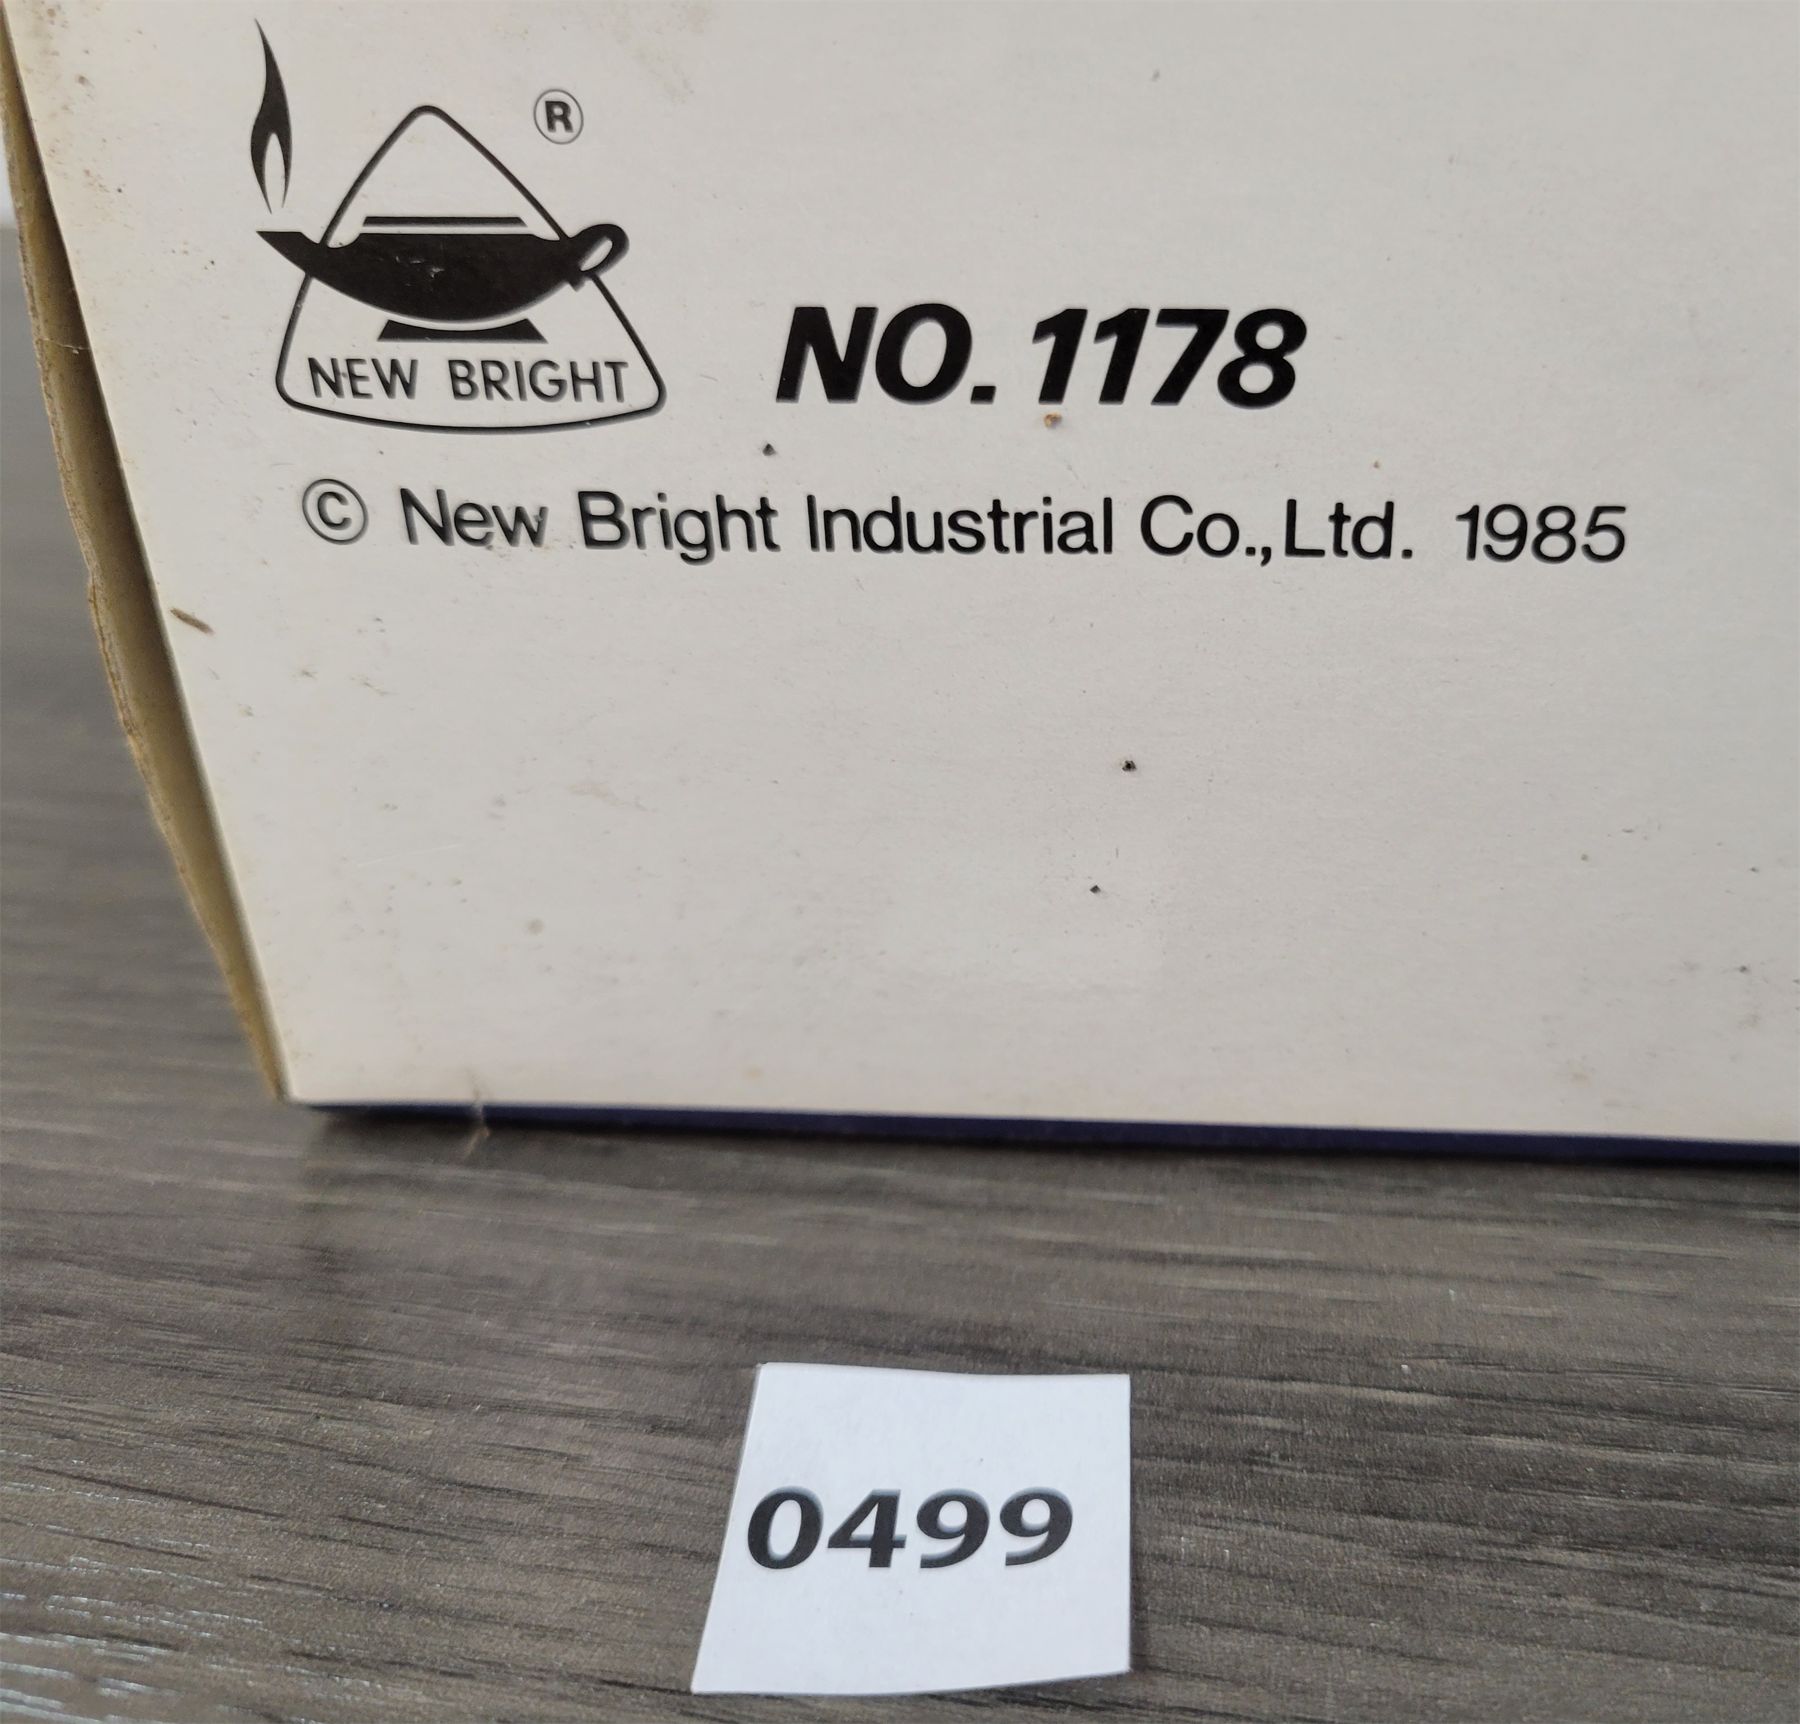 ®
NEW BRIGHT
NO. 1178
© New Bright Industrial Co.,Ltd. 1985
0499